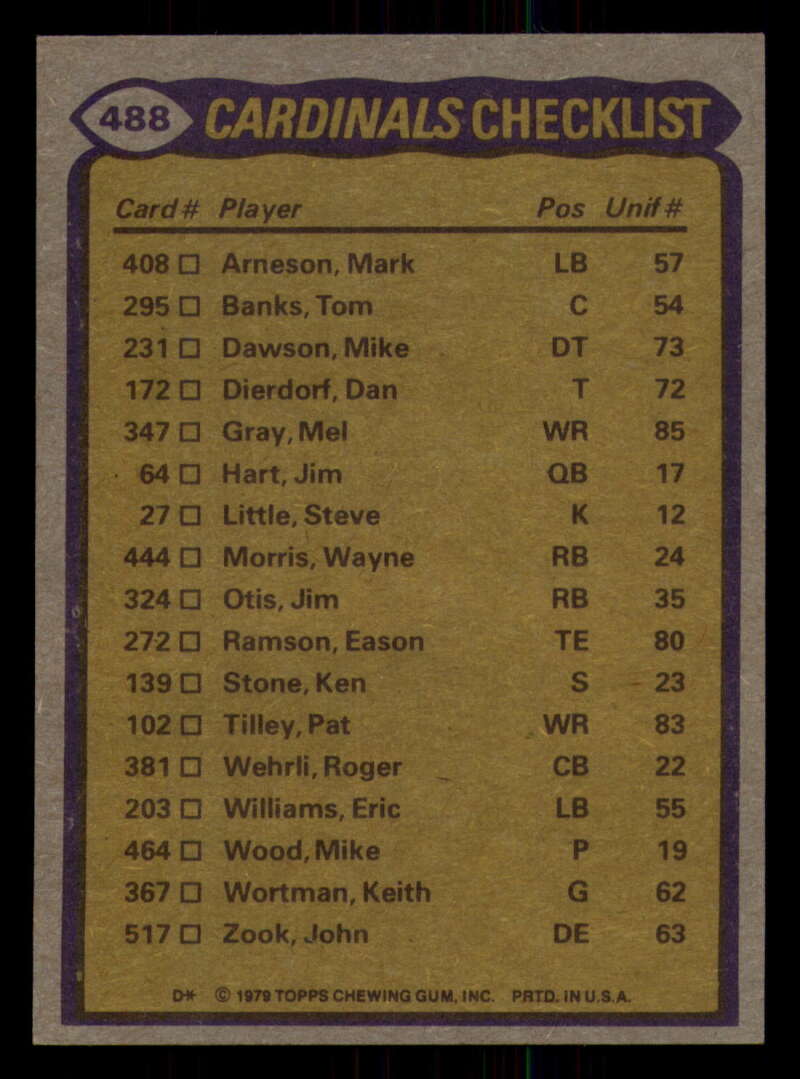 488 CARDINALS CHECKLIST
Card # Player Pos Unif #
408 □ Arneson, Mark LB 57
295 □ Banks, Tom C 54
231 □ Dawson, Mike DT 73
172 □ Dierdorf, Dan T 72
347 □ Gray, Mel WR 85
64 □ Hart, Jim QB 17
27 □ Little, Steve K 12
444 □ Morris, Wayne RB 24
324 □ Otis, Jim RB 35
272 □ Ramson, Eason TE 80
139 □ Stone, Ken S 23
102 □ Tilley, Pat WR 83
381 □ Wehrli, Roger CB 22
203 □ Williams, Eric LB 55
464 □ Wood, Mike P 19
367 □ Wortman, Keith G 62
517 □ Zook, John DE 63
D* © 1979 TOPPS CHEWING GUM, INC. PRTD. IN U.S.A.